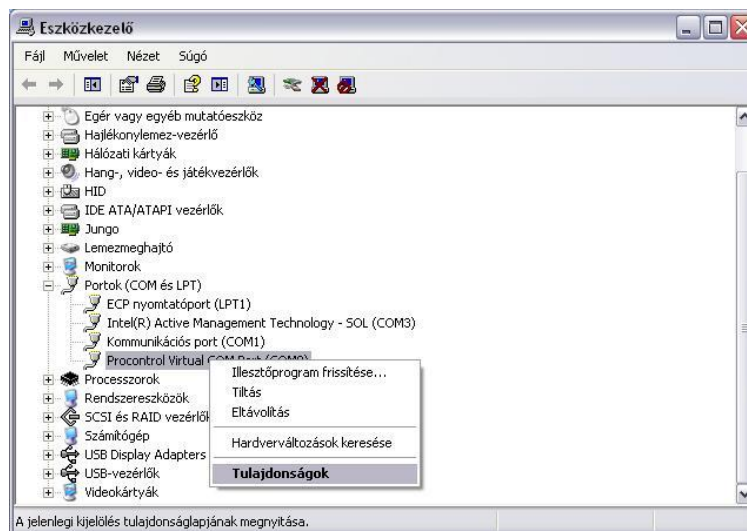 Eszközkezelő
Fájl Művelet Nézet Súgó
Egér vagy egyéb mutatóeszköz
Hajlékonylemez-vezérlő
Hálózati kártyák
Hang-, video- és játékvezérlők
HID
IDE ATA/ATAPI vezérlők
Jungo
Lemezmeghajtó
Monitorok
Portok (COM és LPT)
ECP nyomtatóport (LPT1)
Intel(R) Active Management Technology - SOL (COM3)
Kommunikációs port (COM1)
Procontrol Virtual COM Port
Processzorok
Rendszereszközök
SCSI és RAID vezérlők
Számítógép
USB Display Adapters
USB-vezérlők
Videokártyák
Illesztőprogram frissítése...
Tiltás
Eltávolítás
Hardverváltozások keresése
Tulajdonságok
A jelenlegi kijelölés tulajdonságlapjának megnyitása.